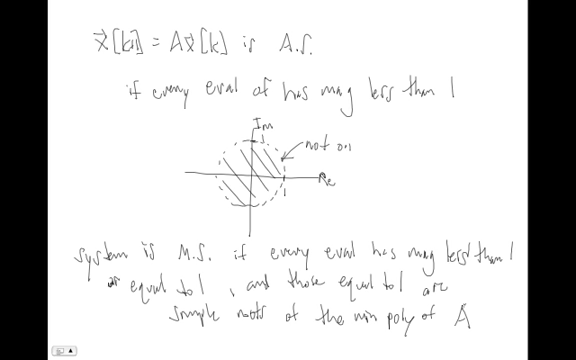 x⃗[k+1] = Ax⃗[k] is A.S.
if every eval of has mag less than 1
Im
1
not on
Re
1
system is M.S. if every eval has mag less than 1
or equal to 1, and those equal to 1 are
simple roots of the min poly of A